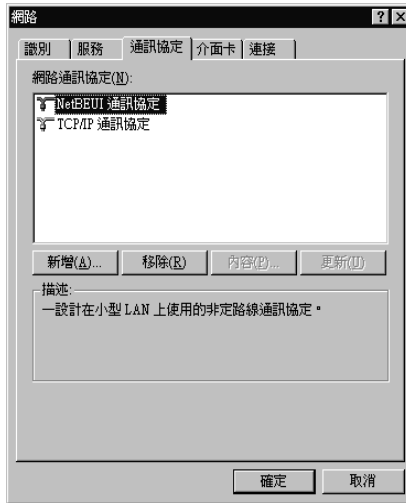 網路
識別 服務 通訊協定 介面卡 連接
網路通訊協定(N):
NetBEUI 通訊協定
TCP/IP 通訊協定
新增(A)... 移除(R) 內容(P)... 更新(U)
描述:
一設計在小型 LAN 上使用的非定路線通訊協定。
確定 取消